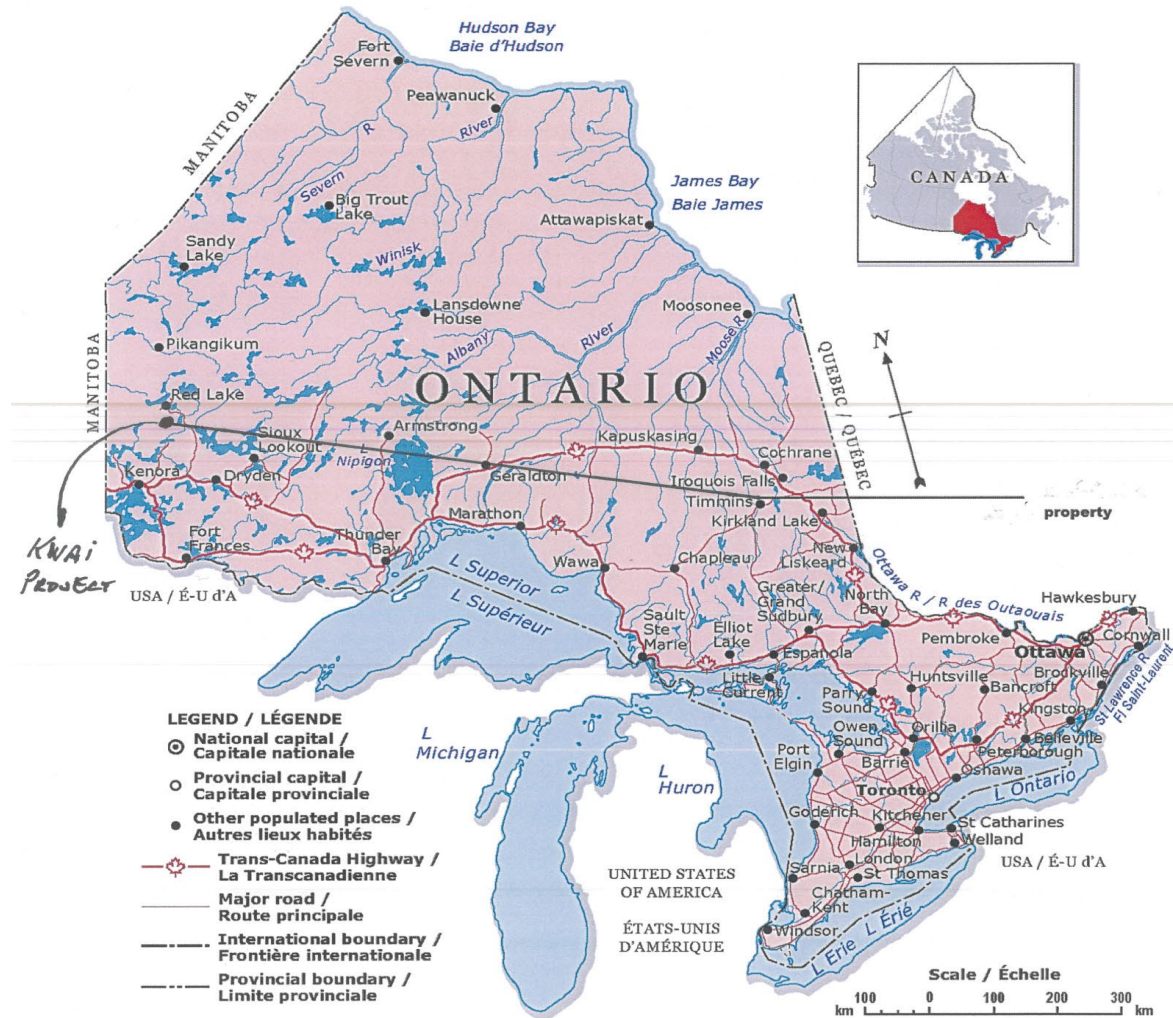 Hudson Bay
Baie d'Hudson
Fort
Severn
Peawanuck
MANITOBA
River
R
Severn
Big Trout
Lake
James Bay
Baie James
CANADA
Attawapiskat
Sandy
Lake
Winisk
Lansdowne
House
Moosonee
Albany
River
Moose R
Pikangikum
MANITOBA
ONTARIO
QUEBEC / QUÉBEC
N
Red Lake
Armstrong
Sioux
Lookout
L
Nipigon
Kapuskasing
Cochrane
Kenora
Dryden
Geraldton
Iroquois Falls
Timmins
property
Marathon
Kirkland Lake
KWAI
PROJECT
Fort
Frances
Thunder
Bay
Wawa
Chapleau
New
Liskeard
USA / É-U d'A
L Superior
L Supérieur
Greater/
Grand
Sudbury
North
Bay
Ottawa R / R des Outaouais
Hawkesbury
Sault
Ste
Marie
Elliot
Lake
Espanola
Pembroke
Ottawa
Cornwall
Little
Current
Parry
Sound
Huntsville
Bancroft
Brockville
St Lawrence R
Fl Saint-Laurent
Kingston
Owen
Sound
Orillia
Belleville
Peterborough
Port
Elgin
Barrie
Oshawa
L
Michigan
L
Huron
Toronto
L Ontario
Goderich
Kitchener
St Catharines
Hamilton
Welland
London
St Thomas
USA / É-U d'A
Sarnia
UNITED STATES
OF AMERICA
Chatham-
Kent
ÉTATS-UNIS
D'AMÉRIQUE
Windsor
L Erie L Érié
LEGEND / LÉGENDE
National capital /
Capitale nationale
Provincial capital /
Capitale provinciale
Other populated places /
Autres lieux habités
Trans-Canada Highway /
La Transcanadienne
Major road /
Route principale
International boundary /
Frontière internationale
Provincial boundary /
Limite provinciale
Scale / Échelle
100 0 100 200 300
km km